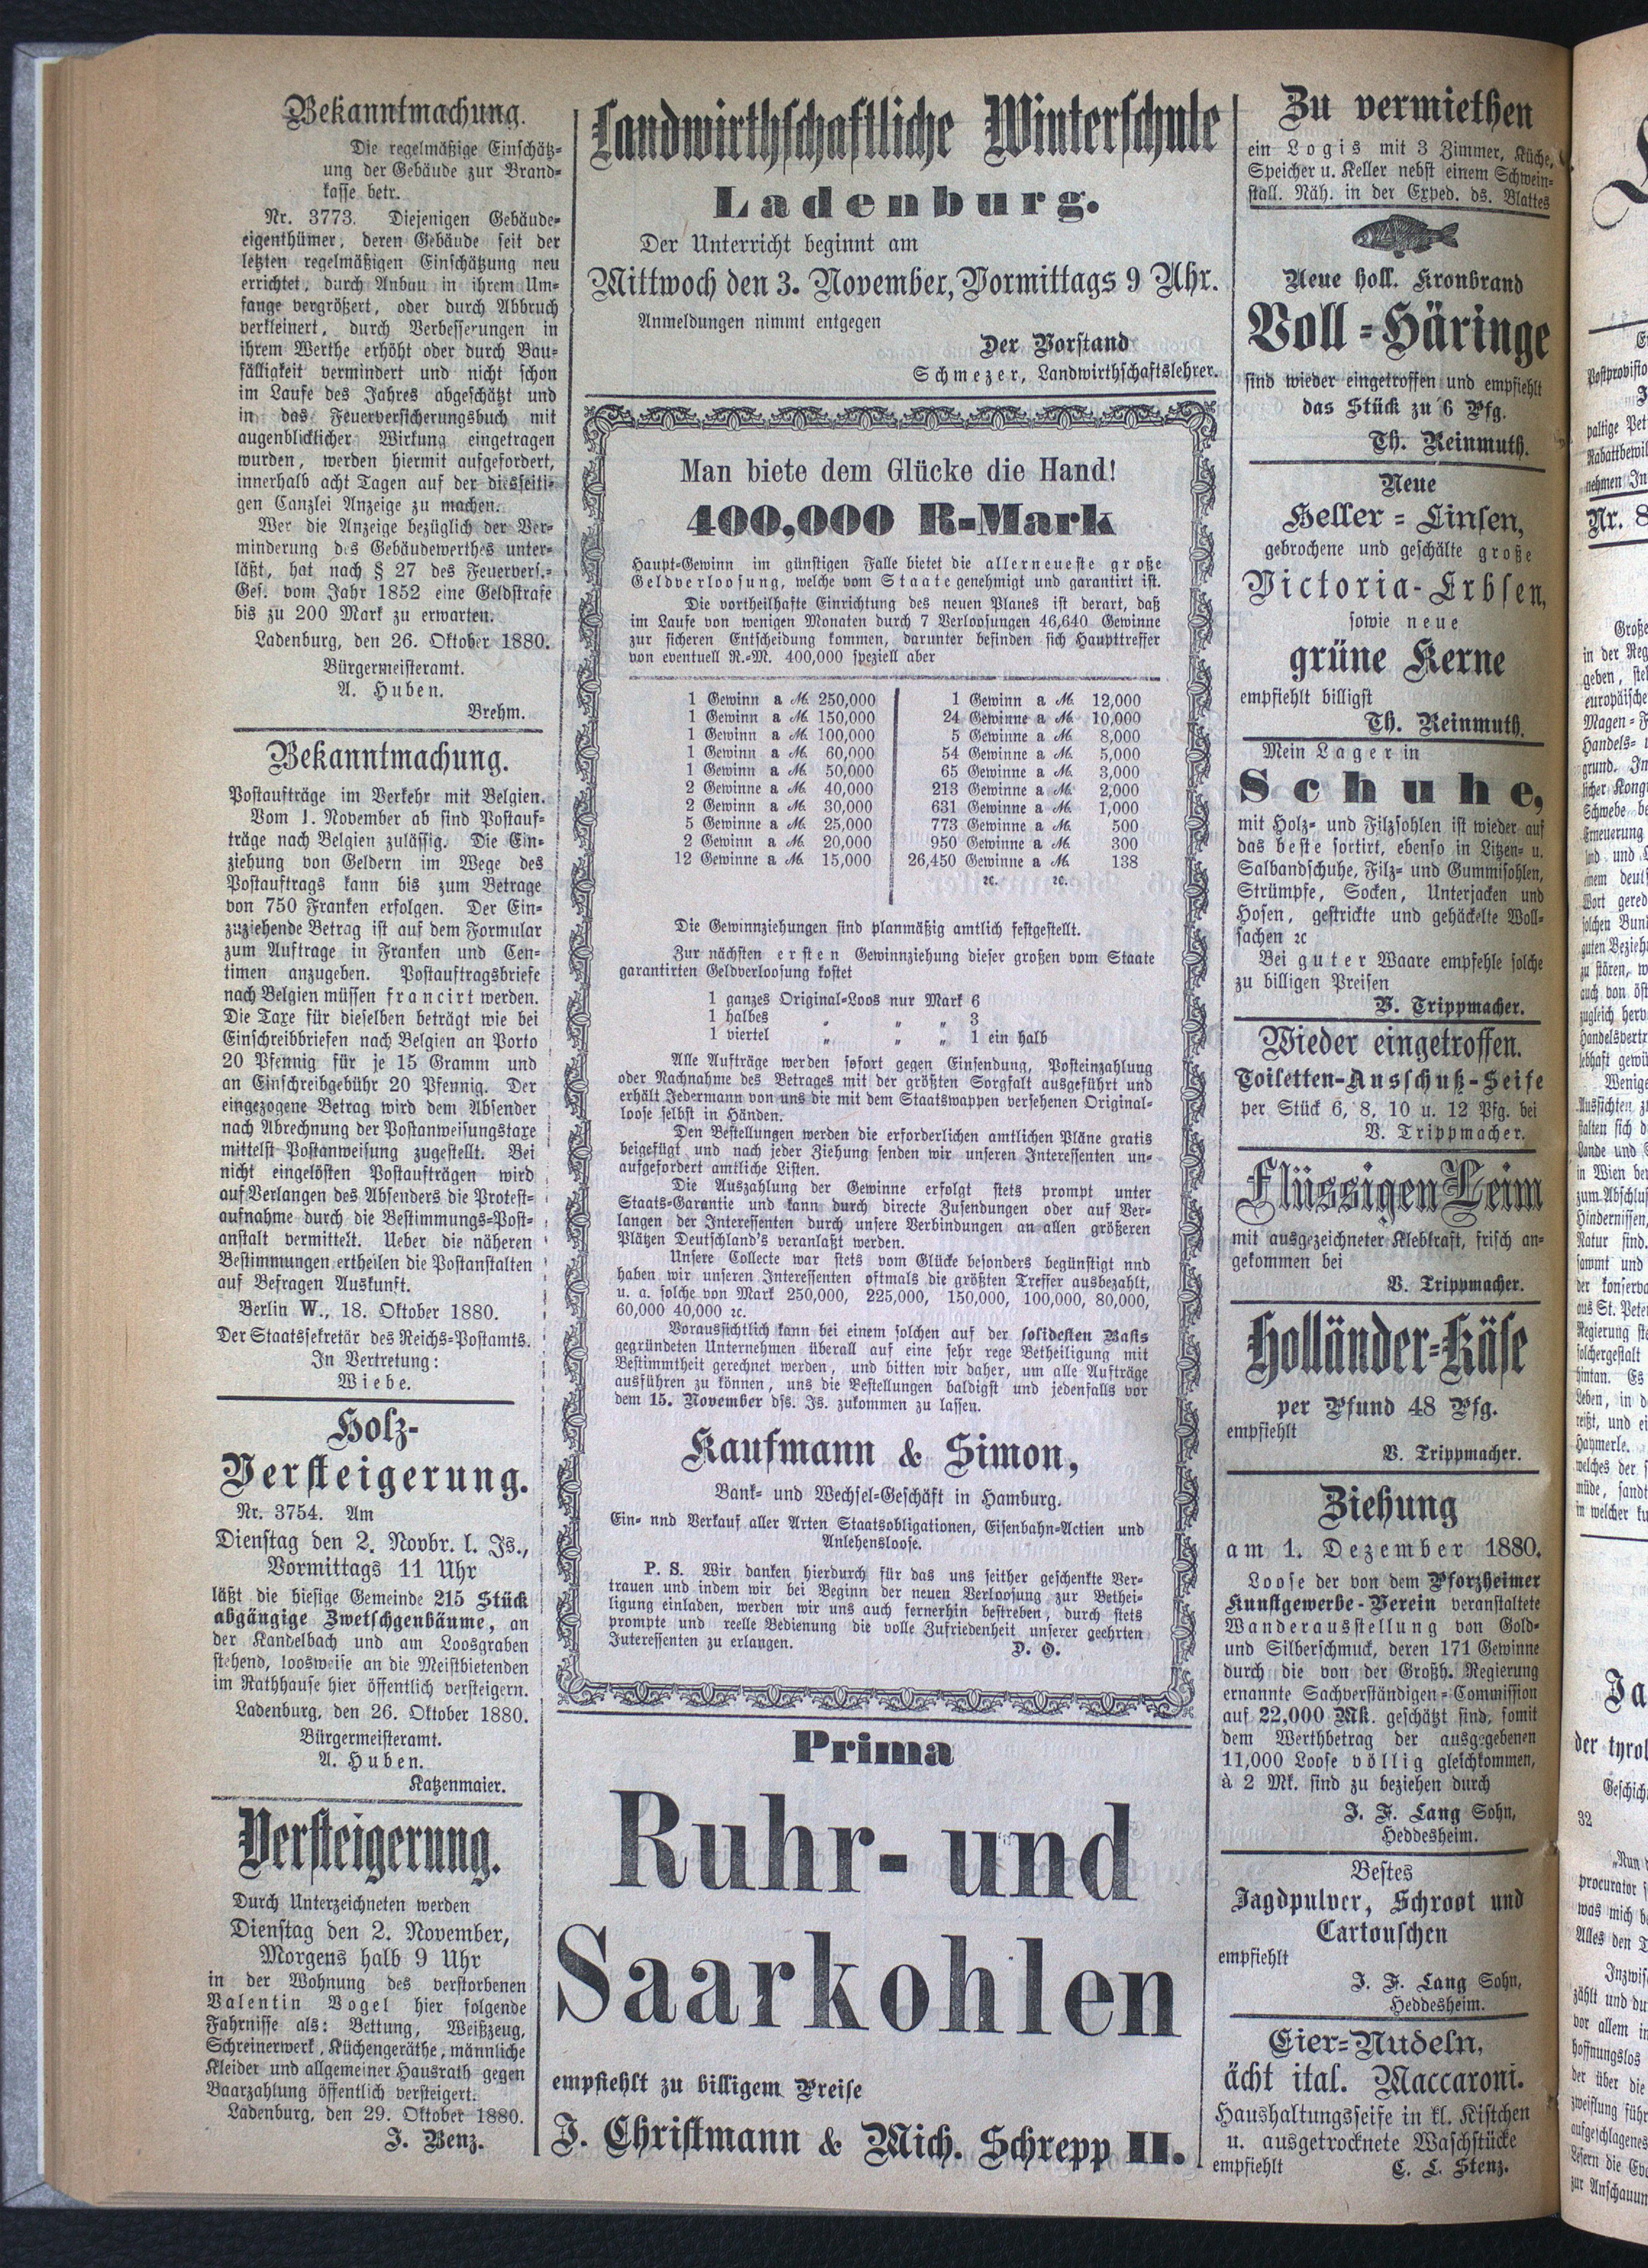 Bekanntmachung.
Die regelmäßige Einschätz-
ung der Gebäude zur Brand-
kasse betr.
Nr. 3773. Diejenigen Gebäude-
eigenthümer, deren Gebäude seit der
letzten regelmäßigen Einschätzung neu
errichtet, durch Anbau in ihrem Um-
fange vergrößert, oder durch Abbruch
verkleinert, durch Verbesserungen in
ihrem Werthe erhöht oder durch Bau-
fälligkeit vermindert und nicht schon
im Laufe des Jahres abgeschätzt und
in das Feuerversicherungsbuch mit
augenblicklicher Wirkung eingetragen
wurden, werden hiermit aufgefordert,
innerhalb acht Tagen auf der diesseiti-
gen Canzlei Anzeige zu machen.
Wer die Anzeige bezüglich der Ver-
minderung des Gebäudewerthes unter-
läßt, hat nach § 27 des Feuervers.-
Ges. vom Jahr 1852 eine Geldstrafe
bis zu 200 Mark zu erwarten.
Ladenburg, den 26. Oktober 1880.
Bürgermeisteramt.
A. Huben.
Brehm.
Bekanntmachung.
Postaufträge im Verkehr mit Belgien.
Vom 1. November ab sind Postauf-
träge nach Belgien zulässig. Die Ein-
ziehung von Geldern im Wege des
Postauftrags kann bis zum Betrage
von 750 Franken erfolgen. Der Ein-
zuziehende Betrag ist auf dem Formular
zum Auftrage in Franken und Cen-
timen anzugeben. Postauftragsbriefe
nach Belgien müssen francirt werden.
Die Taxe für dieselben beträgt wie bei
Einschreibbriefen nach Belgien an Porto
20 Pfennig für je 15 Gramm und
an Einschreibgebühr 20 Pfennig. Der
eingezogene Betrag wird dem Absender
nach Abrechnung der Postanweisungstaxe
mittelst Postanweisung zugestellt. Bei
nicht eingelösten Postaufträgen wird
auf Verlangen des Absenders die Protest-
aufnahme durch die Bestimmungs-Post-
anstalt vermittelt. Ueber die näheren
Bestimmungen ertheilen die Postanstalten
auf Befragen Auskunft.
Berlin W., 18. Oktober 1880.
Der Staatssekretär des Reichs-Postamts.
In Vertretung:
Wiebe.
Holz-
Versteigerung.
Nr. 3754. Am
Dienstag den 2. Novbr. l. Js.,
Vormittags 11 Uhr
läßt die hiesige Gemeinde 215 Stück
abgängige Zwetschgenbäume, an
der Kandelbach und am Loosgraben
stehend, loosweise an die Meistbietenden
im Rathhause hier öffentlich versteigern.
Ladenburg, den 26. Oktober 1880.
Bürgermeisteramt.
A. Huben.
Katzenmaier.
Versteigerung.
Durch Unterzeichneten werden
Dienstag den 2. November,
Morgens halb 9 Uhr
in der Wohnung des verstorbenen
Valentin Vogel hier folgende
Fahrnisse als: Bettung, Weißzeug,
Schreinerwerk, Küchengeräthe, männliche
Kleider und allgemeiner Hausrath gegen
Baarzahlung öffentlich versteigert.
Ladenburg, den 29. Oktober 1880.
J. Benz.
Landwirthschaftliche Winterschule
Ladenburg.
Der Unterricht beginnt am
Mittwoch den 3. November, Vormittags 9 Uhr.
Anmeldungen nimmt entgegen
Der Vorstand
Schmezer, Landwirthschaftslehrer.
Man biete dem Glücke die Hand!
400,000 R-Mark
Haupt-Gewinn im günstigen Falle bietet die allerneueste große
Geldverloosung, welche vom Staate genehmigt und garantirt ist.
Die vortheilhafte Einrichtung des neuen Planes ist derart, daß
im Laufe von wenigen Monaten durch 7 Verloosungen 46,640 Gewinne
zur sicheren Entscheidung kommen, darunter befinden sich Haupttreffer
von eventuell R.-M. 400,000 speziell aber
1 Gewinn a M. 250,000
1 Gewinn a M. 150,000
1 Gewinn a M. 100,000
1 Gewinn a M. 60,000
1 Gewinn a M. 50,000
2 Gewinne a M. 40,000
2 Gewinn a M. 30,000
5 Gewinne a M. 25,000
2 Gewinn a M. 20,000
12 Gewinne a M. 15,000
1 Gewinn a M. 12,000
24 Gewinne a M. 10,000
5 Gewinne a M. 8,000
54 Gewinne a M. 5,000
65 Gewinne a M. 3,000
213 Gewinne a M. 2,000
631 Gewinne a M. 1,000
773 Gewinne a M. 500
950 Gewinne a M. 300
26,450 Gewinne a M. 138
ꝛc. ꝛc.
Die Gewinnziehungen sind planmäßig amtlich festgestellt.
Zur nächsten ersten Gewinnziehung dieser großen vom Staate
garantirten Geldverloosung kostet
1 ganzes Original-Loos nur Mark 6
1 halbes „ „ „ 3
1 viertel „ „ „ 1 ein halb
Alle Aufträge werden sofort gegen Einsendung, Posteinzahlung
oder Nachnahme des Betrages mit der größten Sorgfalt ausgeführt und
erhält Jedermann von uns die mit dem Staatswappen versehenen Original-
loose selbst in Händen.
Den Bestellungen werden die erforderlichen amtlichen Pläne gratis
beigefügt und nach jeder Ziehung senden wir unseren Interessenten un-
aufgefordert amtliche Listen.
Die Auszahlung der Gewinne erfolgt stets prompt unter
Staats-Garantie und kann durch directe Zusendungen oder auf Ver-
langen der Interessenten durch unsere Verbindungen an allen größeren
Plätzen Deutschland's veranlaßt werden.
Unsere Collecte war stets vom Glücke besonders begünstigt nnd
haben wir unseren Interessenten oftmals die größten Treffer ausbezahlt,
u. a. solche von Mark 250,000, 225,000, 150,000, 100,000, 80,000,
60,000 40,000 ꝛc.
Voraussichtlich kann bei einem solchen auf der solidesten Basis
gegründeten Unternehmen überall auf eine sehr rege Betheiligung mit
Bestimmtheit gerechnet werden, und bitten wir daher, um alle Aufträge
ausführen zu können, uns die Bestellungen baldigst und jedenfalls vor
dem 15. November dss. Js. zukommen zu lassen.
Kaufmann & Simon,
Bank- und Wechsel-Geschäft in Hamburg.
Ein- nnd Verkauf aller Arten Staatsobligationen, Eisenbahn-Actien und
Anlehensloose.
P. S. Wir danken hierdurch für das uns seither geschenkte Ver-
trauen und indem wir bei Beginn der neuen Verloosung zur Bethei-
ligung einladen, werden wir uns auch fernerhin bestreben, durch stets
prompte und reelle Bedienung die volle Zufriedenheit unserer geehrten
Interessenten zu erlangen. D. O.
Prima
Ruhr- und
Saarkohlen
empfiehlt zu billigem Preise
J. Christmann & Mich. Schrepp II.
Zu vermiethen
ein Logis mit 3 Zimmer, Küche,
Speicher u. Keller nebst einem Schwein-
stall. Näh. in der Exped. ds. Blattes
Neue holl. Kronbrand
Voll-Häringe
sind wieder eingetroffen und empfiehlt
das Stück zu 6 Pfg.
Th. Reinmuth.
Neue
Heller-Linsen,
gebrochene und geschälte große
Victoria-Erbsen,
sowie neue
grüne Kerne
empfiehlt billigst
Th. Reinmuth.
Mein Lager in
Schuhe,
mit Holz- und Filzsohlen ist wieder auf
das beste sortirt, ebenso in Litzen- u.
Salbandschuhe, Filz- und Gummisohlen,
Strümpfe, Socken, Unterjacken und
Hosen, gestrickte und gehäckelte Woll-
sachen ꝛc
Bei guter Waare empfehle solche
zu billigen Preisen
V. Trippmacher.
Wieder eingetroffen.
Toiletten-Ausschuß-Seife
per Stück 6, 8, 10 u. 12 Pfg. bei
V. Trippmacher.
Flüssigen Leim
mit ausgezeichneter Klebkraft, frisch an-
gekommen bei
V. Trippmacher.
Holländer-Käse
per Pfund 48 Pfg.
empfiehlt
V. Trippmacher.
Ziehung
am 1. Dezember 1880.
Loose der von dem Pforzheimer
Kunstgewerbe-Verein veranstaltete
Wanderausstellung von Gold-
und Silberschmuck, deren 171 Gewinne
durch die von der Großh. Regierung
ernannte Sachverständigen-Commission
auf 22,000 Mk. geschätzt sind, somit
dem Werthbetrag der ausgegebenen
11,000 Loose völlig gleichkommen,
à 2 Mk. sind zu beziehen durch
J. F. Lang Sohn,
Heddesheim.
Bestes
Jagdpulver, Schroot und
Cartouschen
empfiehlt
J. F. Lang Sohn,
Heddesheim.
Eier-Nudeln,
ächt ital. Maccaroni.
Haushaltungsseife in kl. Kistchen
u. ausgetrocknete Waschstücke
empfiehlt C. L. Stenz.